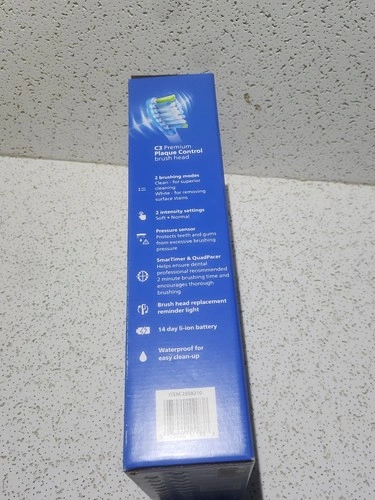 C3 Premium
Plaque Control
brush head
2 brushing modes
Clean - for superior
cleaning
White - for removing
surface stains
2 intensity settings
Soft • Normal
Pressure sensor
Protects teeth and gums
from excessive brushing
pressure
SmarTimer & QuadPacer
Helps ensure dental
professional recommended
2 minute brushing time and
encourages thorough
brushing
Brush head replacement
reminder light
14 day li-ion battery
Waterproof for
easy clean-up
ITEM